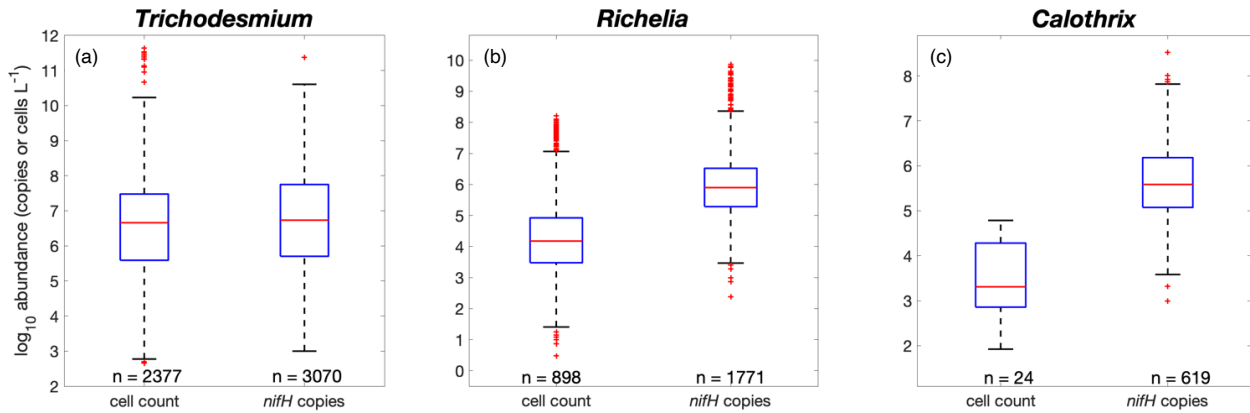 Trichodesmium
Richelia
Calothrix
log10 abundance (copies or cells L-1)
(a)
12
11
10
9
8
7
6
5
4
3
2
n = 2377
n = 3070
cell count
nifH copies
(b)
10
9
8
7
6
5
4
3
2
1
0
n = 898
n = 1771
cell count
nifH copies
(c)
8
7
6
5
4
3
2
n = 24
n = 619
cell count
nifH copies